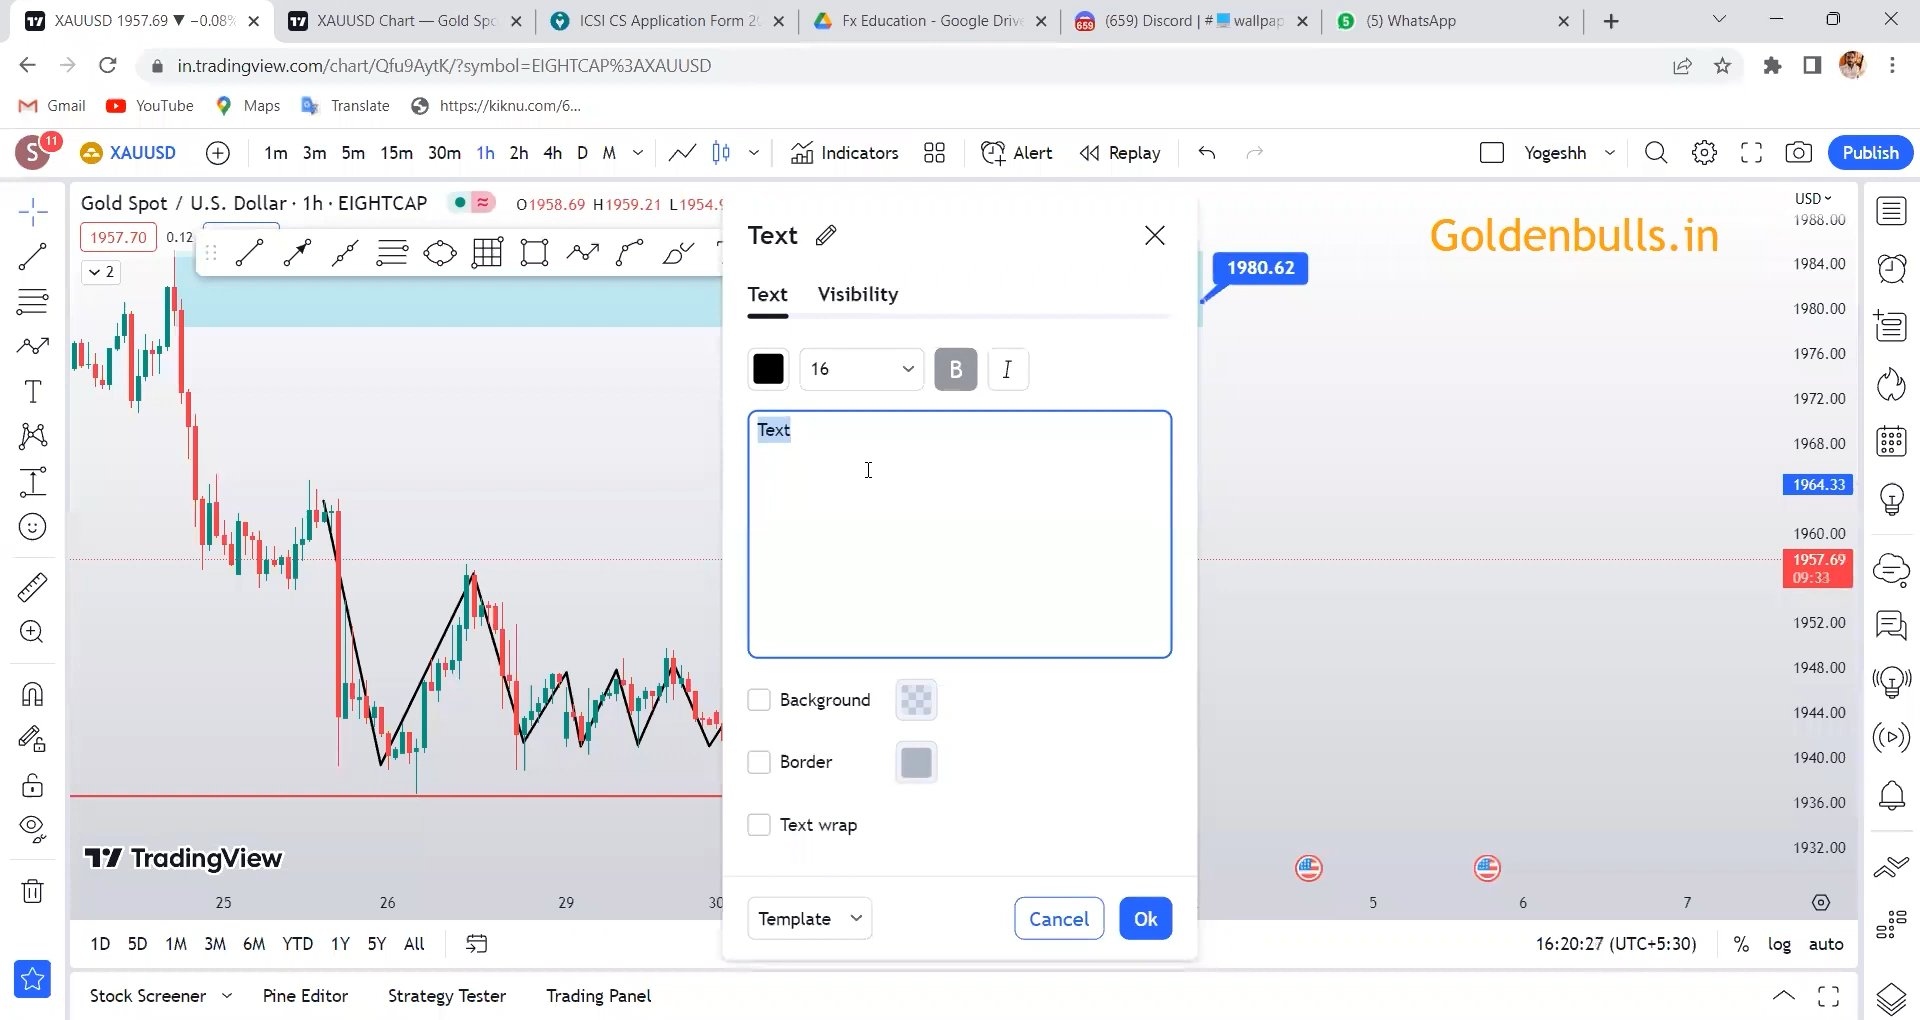 XAUUSD 1957.69 ▼ −0.08%
XAUUSD Chart — Gold Spo
ICSI CS Application Form 2
Fx Education - Google Drive
(659) Discord | # wallpap
(5) WhatsApp
in.tradingview.com/chart/Qfu9AytK/?symbol=EIGHTCAP%3AXAUUSD
Gmail YouTube Maps Translate https://kiknu.com/6...
S 11 XAUUSD 1m 3m 5m 15m 30m 1h 2h 4h D M Indicators Alert Replay Yogeshh Publish
Gold Spot / U.S. Dollar · 1h · EIGHTCAP O1958.69 H1959.21 L1954.9
1957.70 0.12
2
Text
Text Visibility
16 B I
Text
Background
Border
Text wrap
Template Cancel Ok
Goldenbulls.in
1980.62
USD
1988.00
1984.00
1980.00
1976.00
1972.00
1968.00
1964.33
1960.00
1957.69
09:33
1952.00
1948.00
1944.00
1940.00
1936.00
1932.00
TradingView
25 26 29 30 5 6 7
1D 5D 1M 3M 6M YTD 1Y 5Y All 16:20:27 (UTC+5:30) % log auto
Stock Screener Pine Editor Strategy Tester Trading Panel